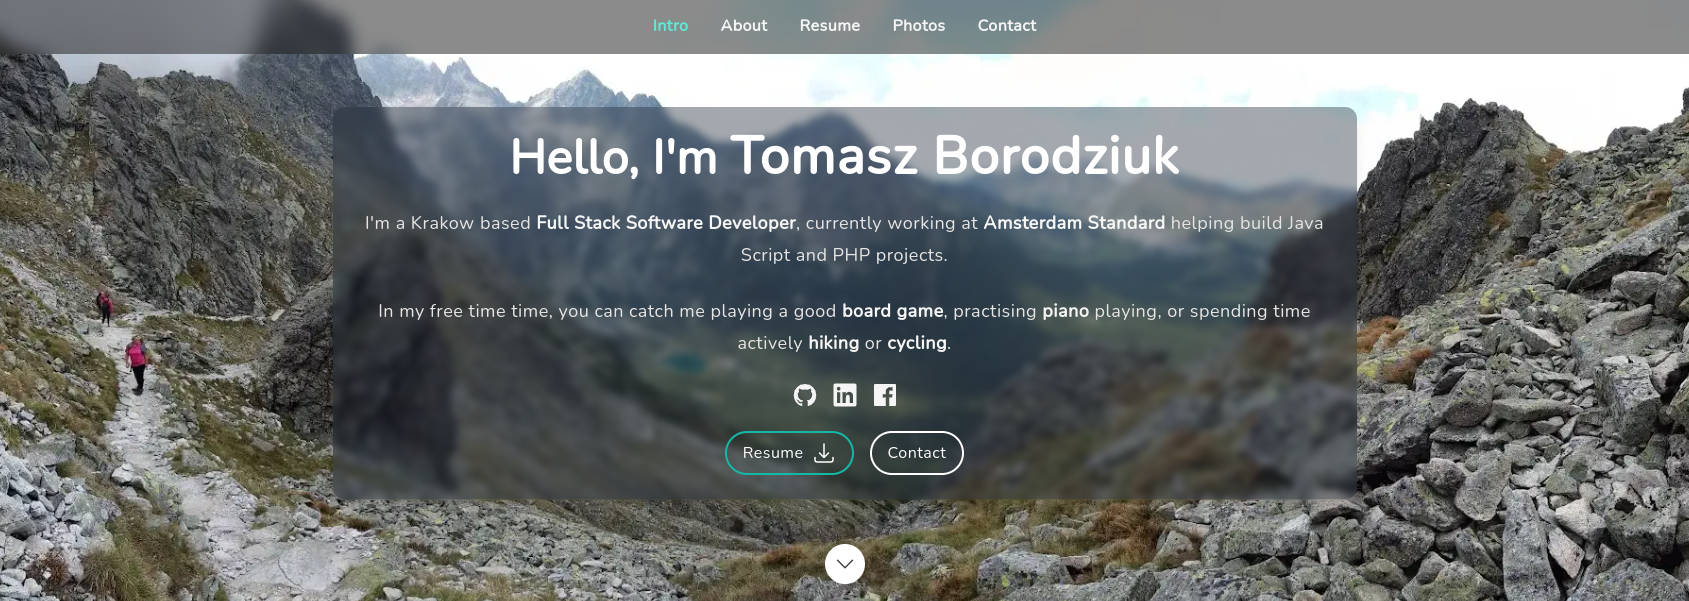 Intro About Resume Photos Contact
Hello, I'm Tomasz Borodziuk
I'm a Krakow based Full Stack Software Developer, currently working at Amsterdam Standard helping build Java
Script and PHP projects.
In my free time time, you can catch me playing a good board game, practising piano playing, or spending time
actively hiking or cycling.
in f
Resume Contact